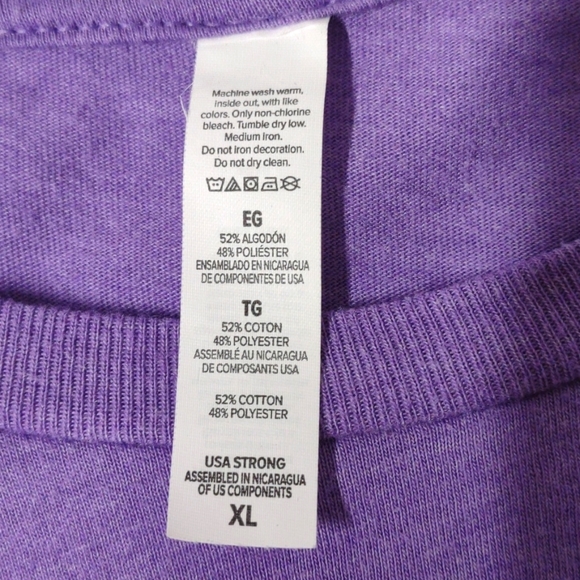 Machine wash warm,
inside out, with like
colors. Only non-chlorine
bleach. Tumble dry low.
Medium Iron.
Do not Iron decoration.
Do not dry clean.
EG
52% ALGODÓN
48% POLIÉSTER
ENSAMBLADO EN NICARAGUA
DE COMPONENTES DE USA
TG
52% COTON
48% POLYESTER
ASSEMBLÉ AU NICARAGUA
DE COMPOSANTS USA
52% COTTON
48% POLYESTER
USA STRONG
ASSEMBLED IN NICARAGUA
OF US COMPONENTS
XL